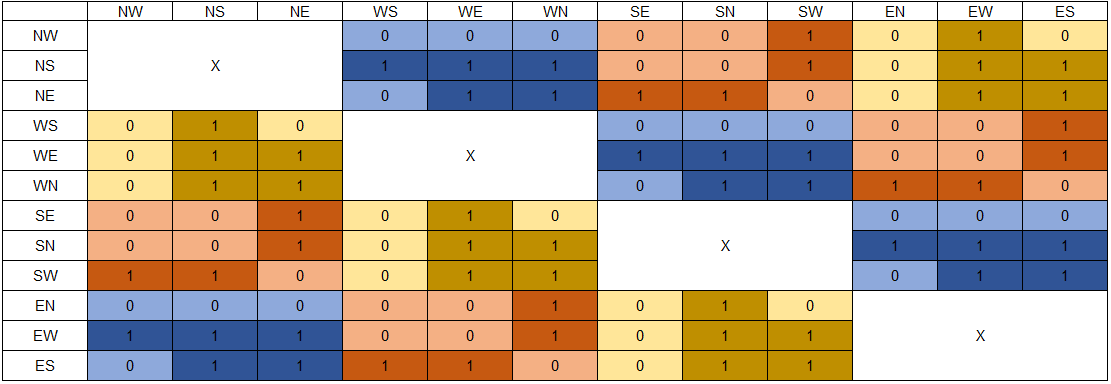 NW NS NE WS WE WN SE SN SW EN EW ES
NW 0 0 0 0 0 1 0 1 0
NS X 1 1 1 0 0 1 0 1 1
NE 0 1 1 1 1 0 0 1 1
WS 0 1 0 0 0 0 0 0 1
WE 0 1 1 X 1 1 1 0 0 1
WN 0 1 1 0 1 1 1 1 0
SE 0 0 1 0 1 0 0 0 0
SN 0 0 1 0 1 1 X 1 1 1
SW 1 1 0 0 1 1 0 1 1
EN 0 0 0 0 0 1 0 1 0
EW 1 1 1 0 0 1 0 1 1 X
ES 0 1 1 1 1 0 0 1 1